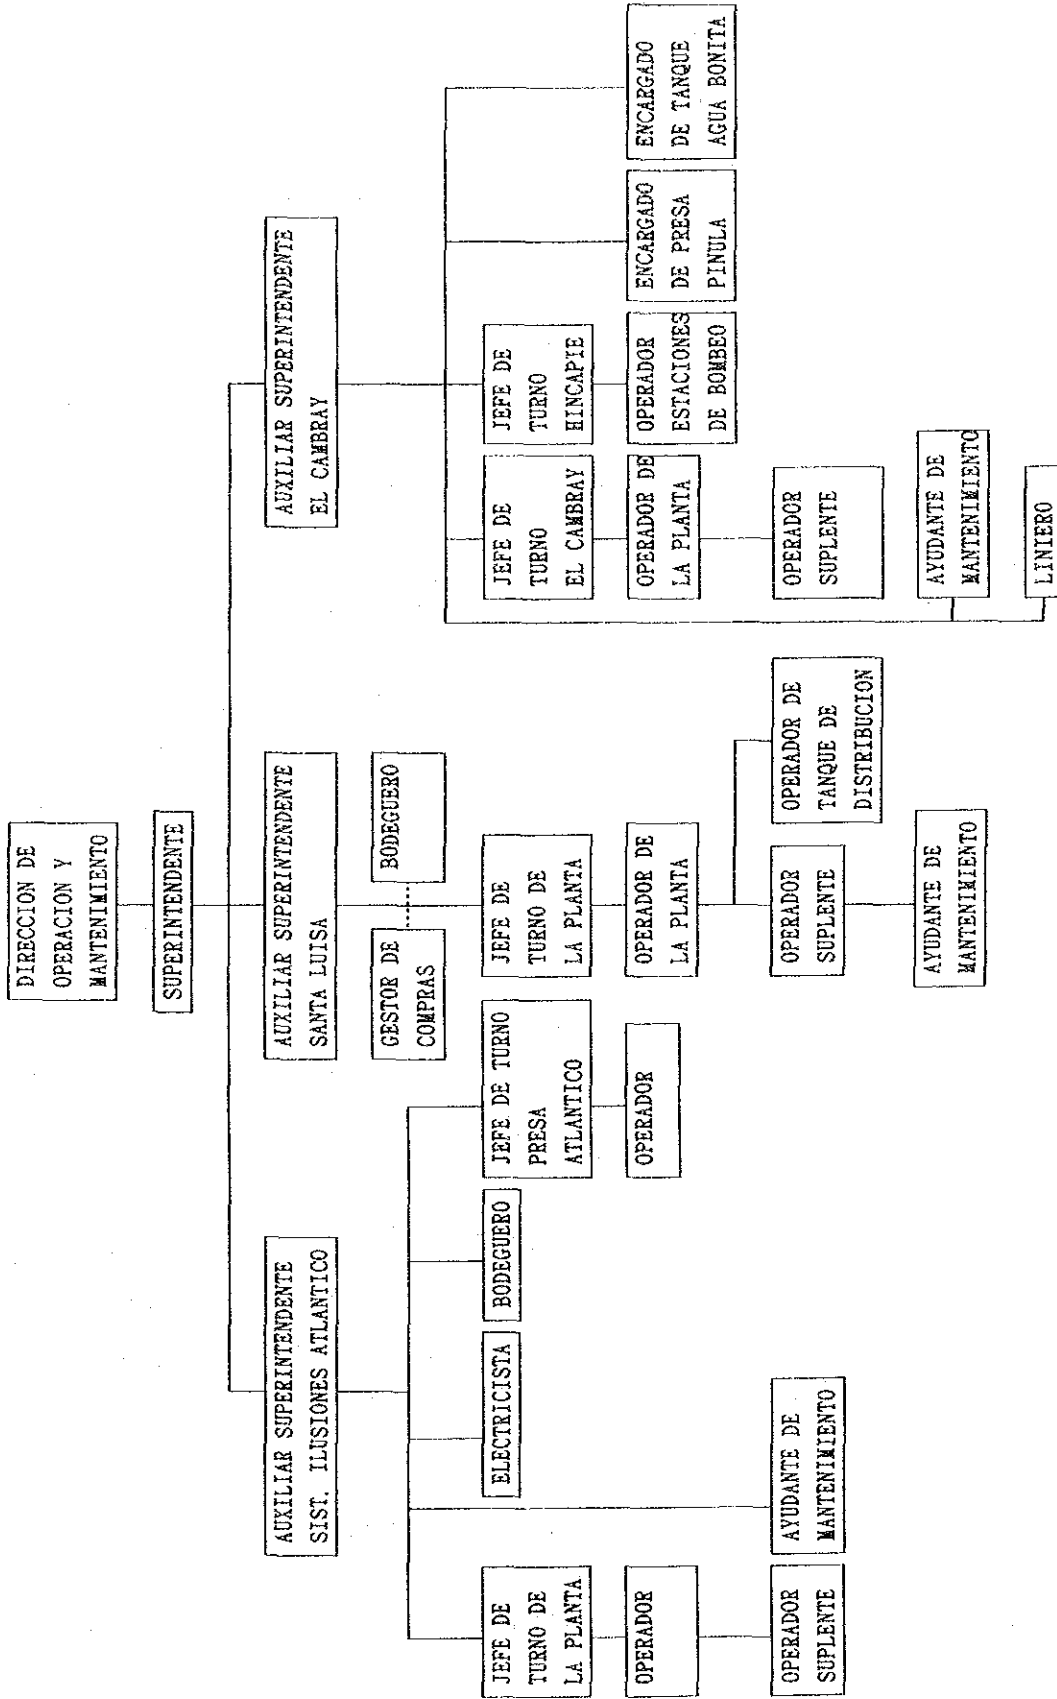 DIRECCION DE
OPERACION Y
MANTENIMIENTO
SUPERINTENDENTE
AUXILIAR SUPERINTENDENTE
SIST. ILUSIONES ATLANTICO
AUXILIAR SUPERINTENDENTE
SANTA LUISA
AUXILIAR SUPERINTENDENTE
EL CAMBRAY
GESTOR DE
COMPRAS
BODEGUERO
JEFE DE
TURNO DE
LA PLANTA
ELECTRICISTA
BODEGUERO
JEFE DE TURNO
PRESA
ATLANTICO
JEFE DE
TURNO DE
LA PLANTA
JEFE DE
TURNO
EL CAMBRAY
JEFE DE
TURNO
HINCAPIE
OPERADOR
OPERADOR
OPERADOR DE
LA PLANTA
OPERADOR DE
LA PLANTA
OPERADOR
ESTACIONES
DE BOMBEO
ENCARGADO
DE PRESA
PINULA
ENCARGADO
DE TANQUE
AGUA BONITA
OPERADOR
SUPLENTE
AYUDANTE DE
MANTENIMIENTO
OPERADOR
SUPLENTE
OPERADOR DE
TANQUE DE
DISTRIBUCION
OPERADOR
SUPLENTE
AYUDANTE DE
MANTENIMIENTO
AYUDANTE DE
MANTENIMIENTO
LINIERO